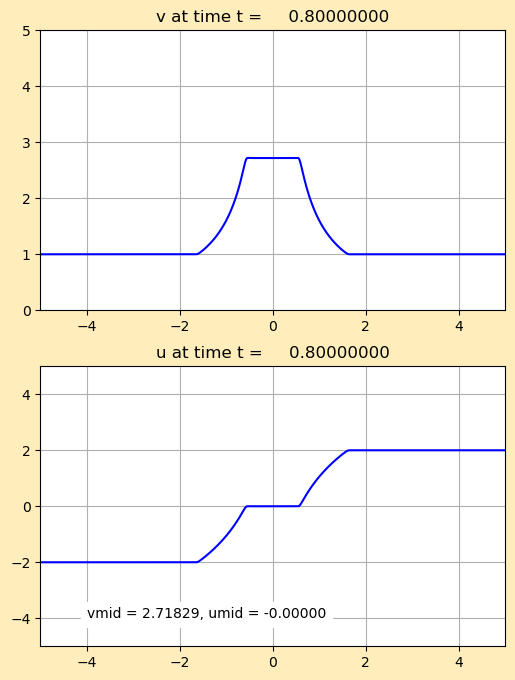 v at time t = 0.80000000
5
4
3
2
1
0
−4 −2 0 2 4
u at time t = 0.80000000
4
2
0
−2
−4
vmid = 2.71829, umid = -0.00000
−4 −2 0 2 4